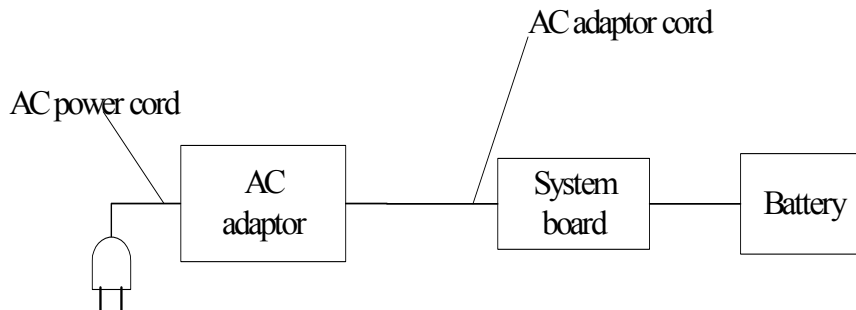 AC adaptor cord
AC power cord
AC
adaptor
System
board
Battery